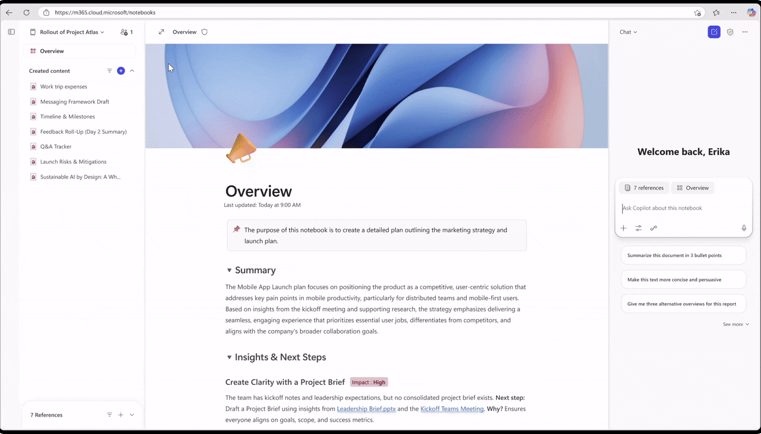 https://m365.cloud.microsoft/notebooks
Rollout of Project Atlas
1
Overview
Created content
Work trip expenses
Messaging Framework Draft
Timeline & Milestones
Feedback Roll-Up (Day 2 Summary)
Q&A Tracker
Launch Risks & Mitigations
Sustainable AI by Design: A Wh...
7 References
Overview
Overview
Last updated: Today at 9:00 AM
The purpose of this notebook is to create a detailed plan outlining the marketing strategy and
launch plan.
Summary
The Mobile App Launch plan focuses on positioning the product as a competitive, user-centric solution that
addresses key pain points in mobile productivity, particularly for distributed teams and mobile-first users.
Based on insights from the kickoff meeting and supporting research, the strategy emphasizes delivering a
seamless, engaging experience that prioritizes essential user jobs, differentiates from competitors, and
aligns with the company's broader collaboration goals.
Insights & Next Steps
Create Clarity with a Project Brief Impact : High
The team has kickoff notes and leadership expectations, but no consolidated project brief exists. Next step:
Draft a Project Brief using insights from Leadership Brief.pptx and the Kickoff Teams Meeting. Why? Ensures
everyone aligns on goals, scope, and success metrics.
Chat
Welcome back, Erika
7 references Overview
Ask Copilot about this notebook
Summarize this document in 3 bullet points
Make this text more concise and persuasive
Give me three alternative overviews for this report
See more